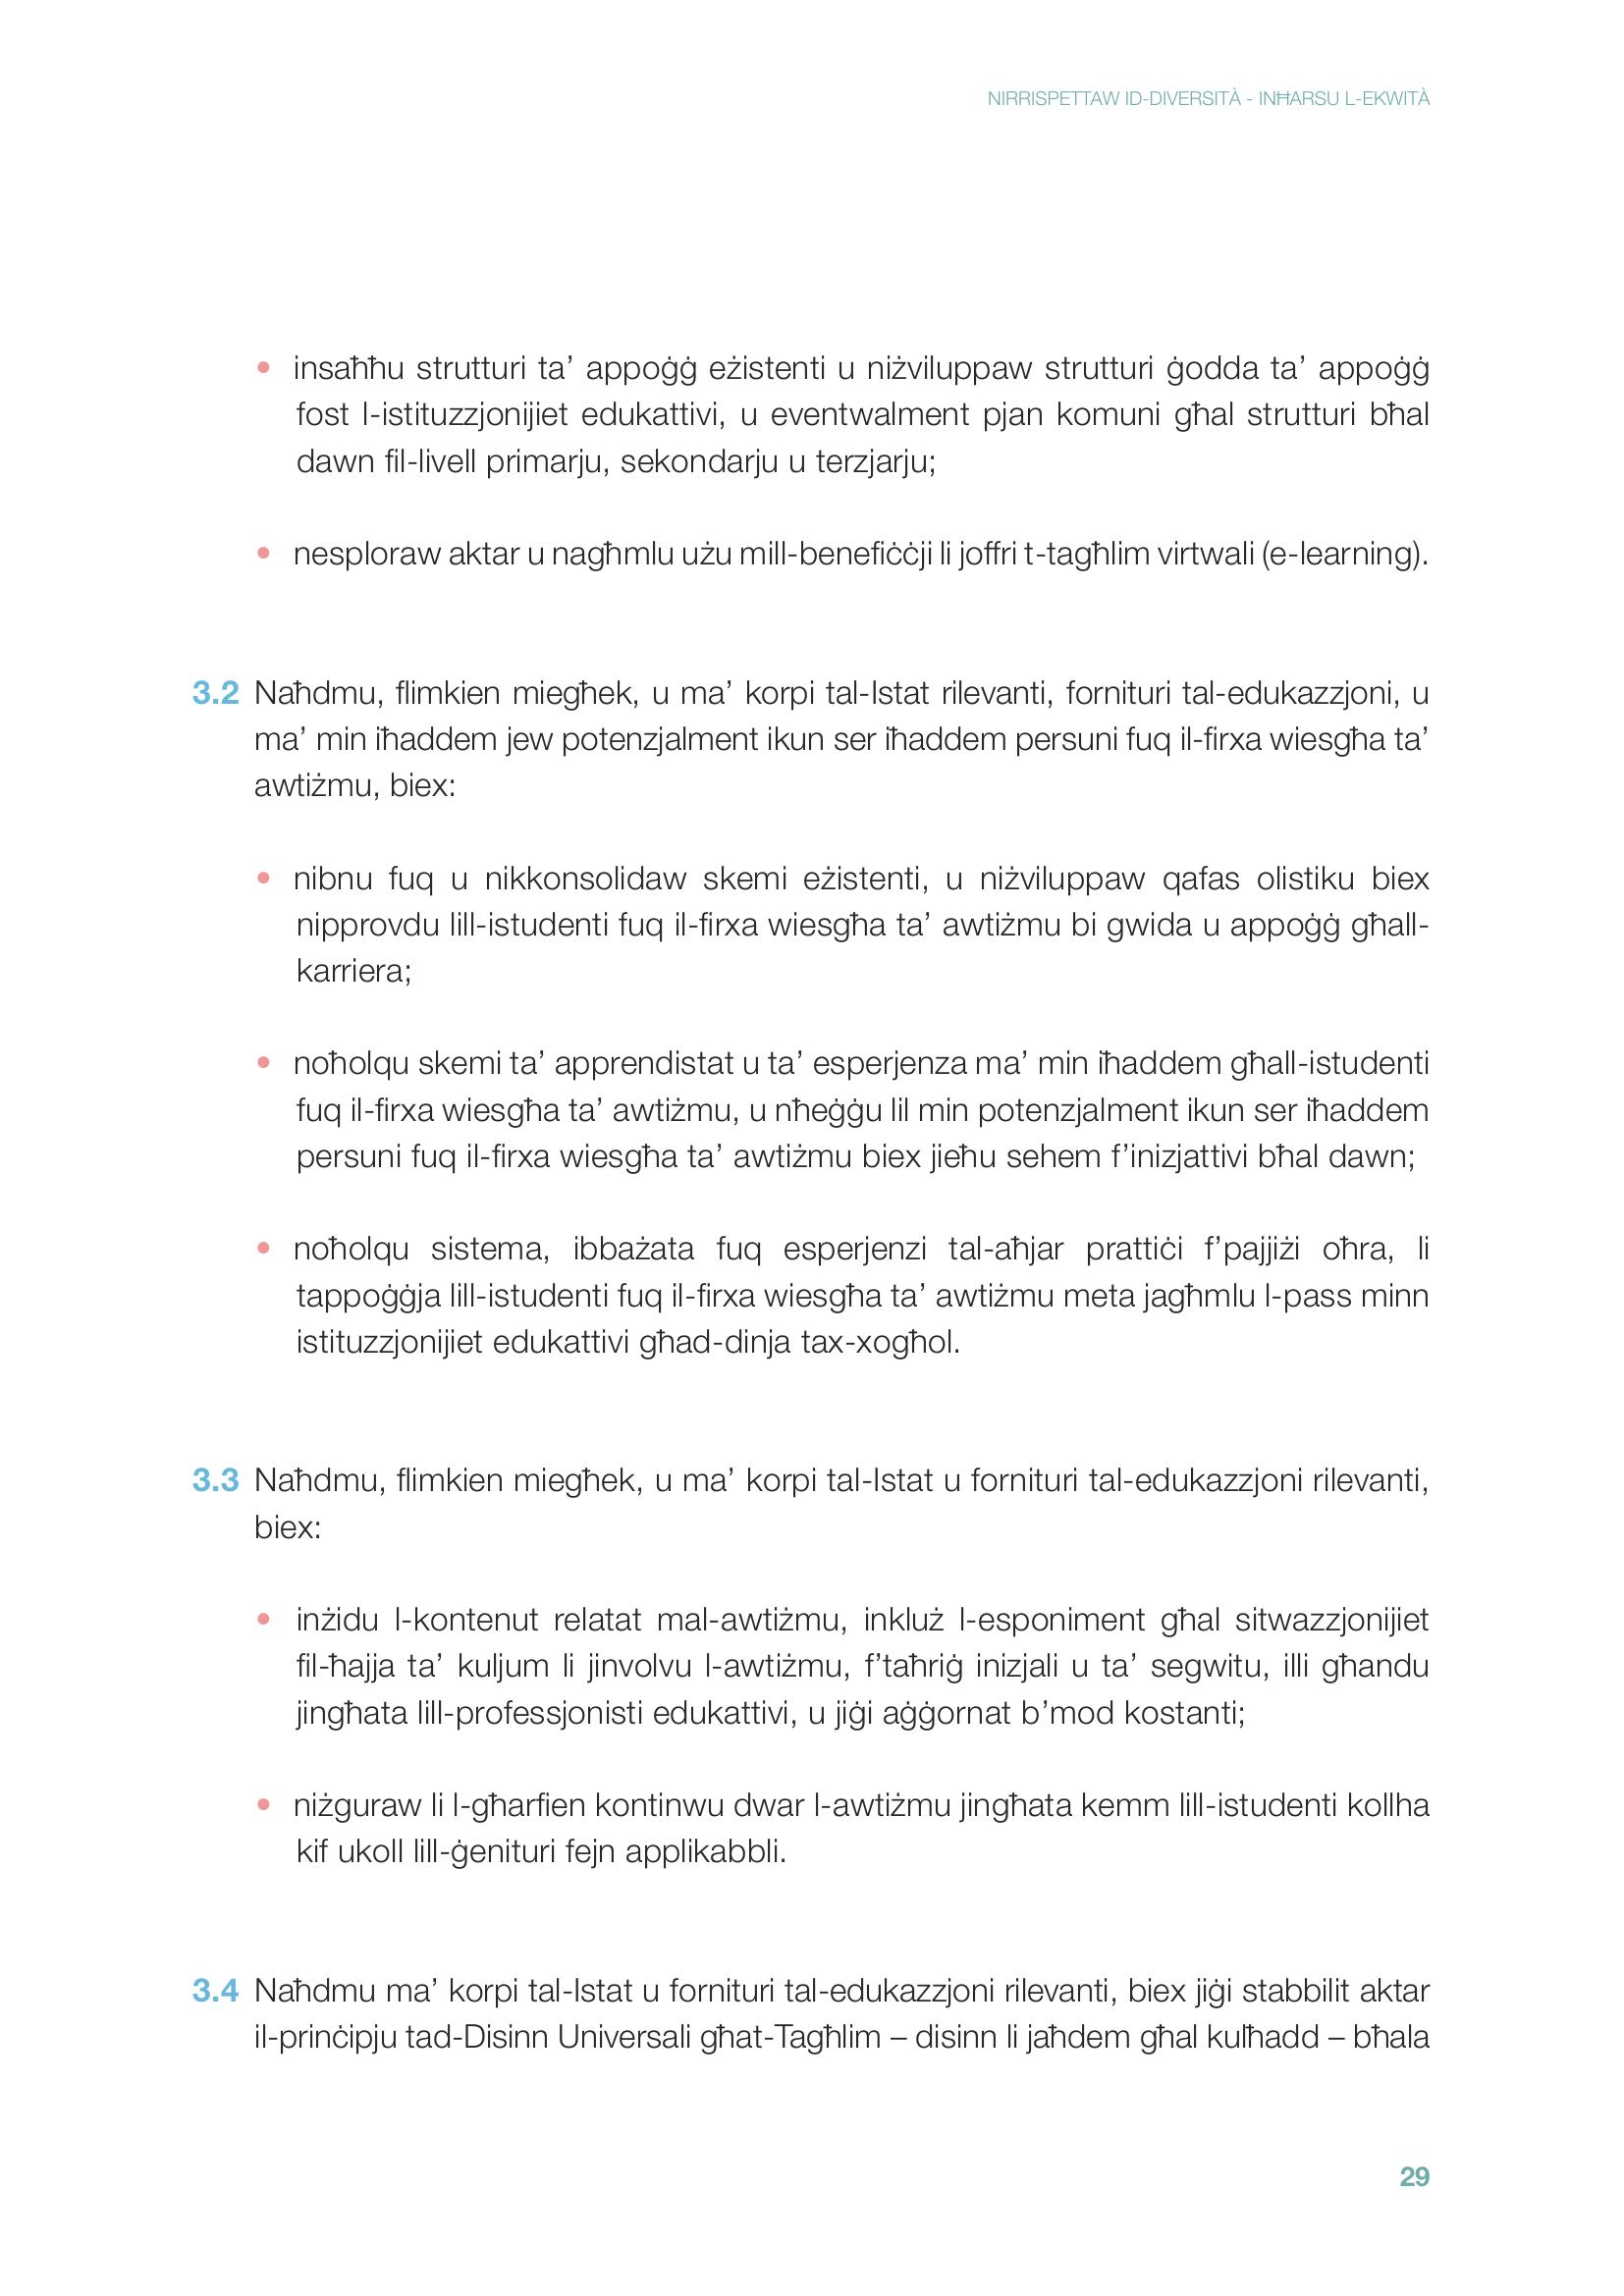 NIRRISPETTAW ID-DIVERSITÀ - INĦARSU L-EKWITÀ
• insaħħu strutturi ta’ appoġġ eżistenti u niżviluppaw strutturi ġodda ta’ appoġġ
fost l-istituzzjonijiet edukattivi, u eventwalment pjan komuni għal strutturi bħal
dawn fil-livell primarju, sekondarju u terzjarju;
• nesploraw aktar u nagħmlu użu mill-benefiċċji li joffri t-tagħlim virtwali (e-learning).
3.2 Naħdmu, flimkien miegħek, u ma’ korpi tal-Istat rilevanti, fornituri tal-edukazzjoni, u
ma’ min iħaddem jew potenzjalment ikun ser iħaddem persuni fuq il-firxa wiesgħa ta’
awtiżmu, biex:
• nibnu fuq u nikkonsolidaw skemi eżistenti, u niżviluppaw qafas olistiku biex
nipprovdu lill-istudenti fuq il-firxa wiesgħa ta’ awtiżmu bi gwida u appoġġ għall-
karriera;
• noħolqu skemi ta’ apprendistat u ta’ esperjenza ma’ min iħaddem għall-istudenti
fuq il-firxa wiesgħa ta’ awtiżmu, u nħeġġu lil min potenzjalment ikun ser iħaddem
persuni fuq il-firxa wiesgħa ta’ awtiżmu biex jieħu sehem f’inizjattivi bħal dawn;
• noħolqu sistema, ibbażata fuq esperjenzi tal-aħjar prattiċi f’pajjiżi oħra, li
tappoġġja lill-istudenti fuq il-firxa wiesgħa ta’ awtiżmu meta jagħmlu l-pass minn
istituzzjonijiet edukattivi għad-dinja tax-xogħol.
3.3 Naħdmu, flimkien miegħek, u ma’ korpi tal-Istat u fornituri tal-edukazzjoni rilevanti,
biex:
• inżidu l-kontenut relatat mal-awtiżmu, inkluż l-esponiment għal sitwazzjonijiet
fil-ħajja ta’ kuljum li jinvolvu l-awtiżmu, f’taħriġ inizjali u ta’ segwitu, illi għandu
jingħata lill-professjonisti edukattivi, u jiġi aġġornat b’mod kostanti;
• niżguraw li l-għarfien kontinwu dwar l-awtiżmu jingħata kemm lill-istudenti kollha
kif ukoll lill-ġenituri fejn applikabbli.
3.4 Naħdmu ma’ korpi tal-Istat u fornituri tal-edukazzjoni rilevanti, biex jiġi stabbilit aktar
il-prinċipju tad-Disinn Universali għat-Tagħlim – disinn li jaħdem għal kulħadd – bħala
29